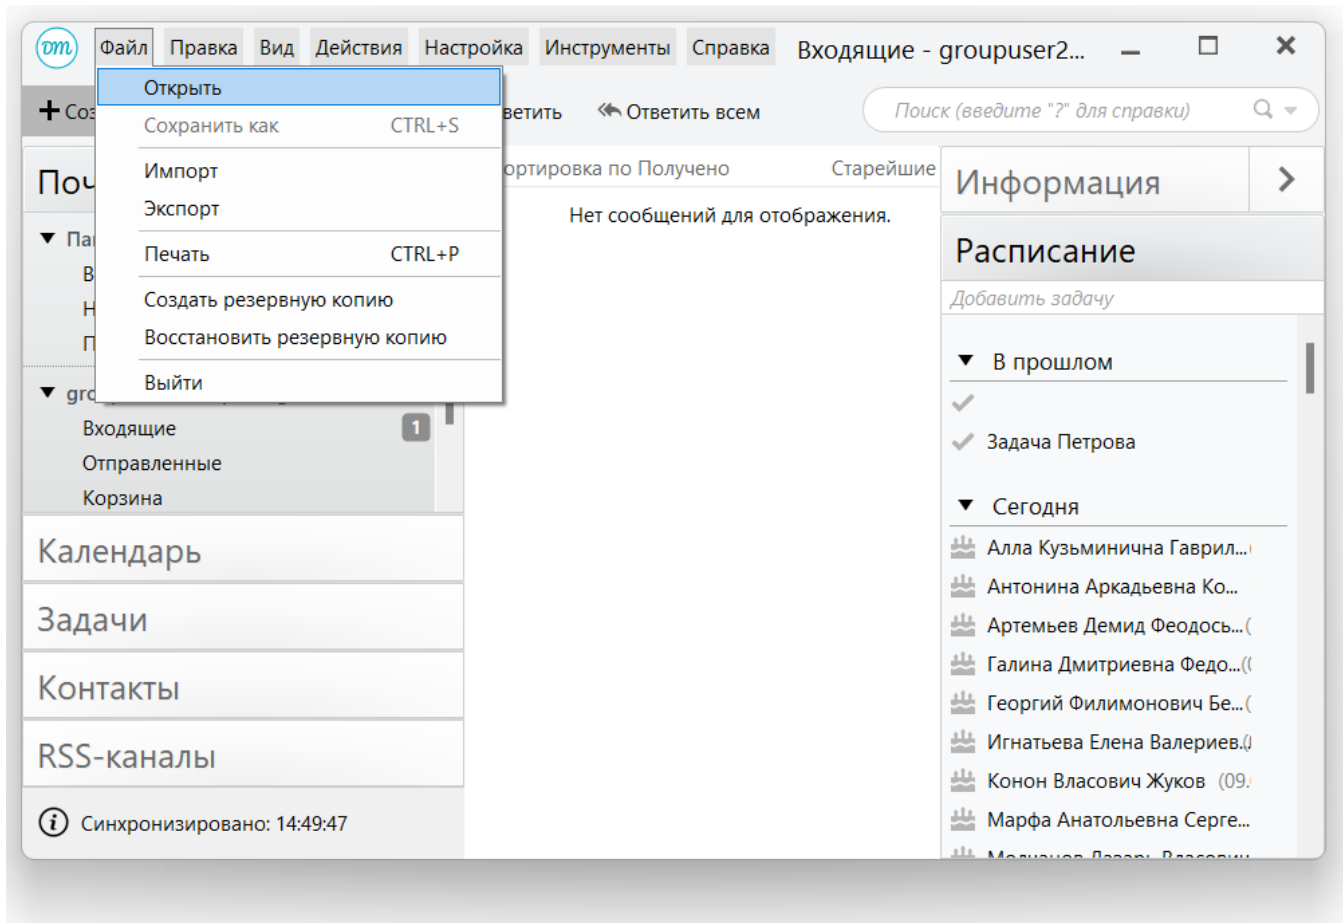 Файл Правка Вид Действия Настройка Инструменты Справка Входящие - groupuser2...
Открыть
Сохранить как CTRL+S
Импорт
Экспорт
Печать CTRL+P
Создать резервную копию
Восстановить резервную копию
Выйти
Ответить всем
Поиск (введите "?" для справки)
по Получено Старейшие
Нет сообщений для отображения.
Входящие 1
Отправленные
Корзина
Календарь
Задачи
Контакты
RSS-каналы
Синхронизировано: 14:49:47
Информация
Расписание
Добавить задачу
В прошлом
Задача Петрова
Сегодня
Алла Кузьминична Гаврил...
Антонина Аркадьевна Ко...
Артемьев Демид Феодось...(
Галина Дмитриевна Федо...(
Георгий Филимонович Бе...(
Игнатьева Елена Валериев.
Конон Власович Жуков (09.
Марфа Анатольевна Серге...